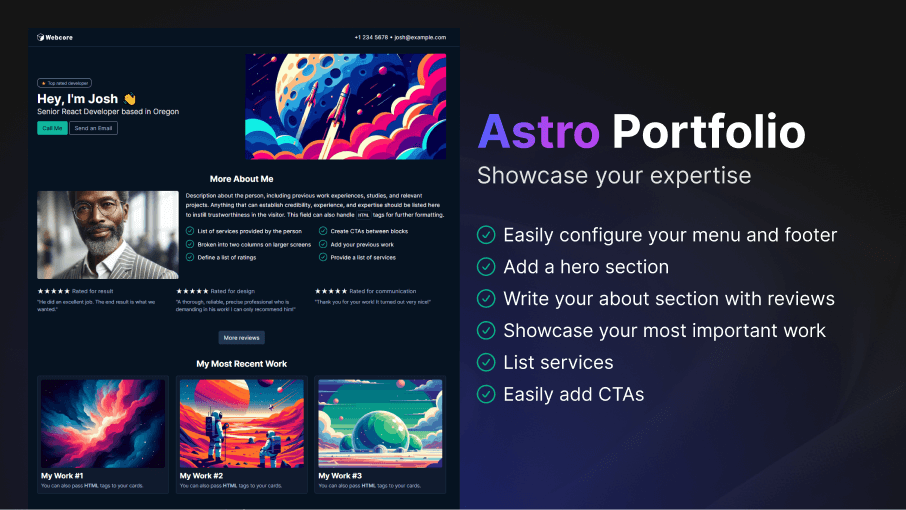 Webcore
+1 234 5678 • josh@example.com
★ Top rated developer
Hey, I'm Josh 👋
Senior React Developer based in Oregon
Call Me
Send an Email
More About Me
Description about the person, including previous work experiences, studies, and relevant
projects. Anything that can establish credibility, experience, and expertise should be listed here
to instill trustworthiness in the visitor. This field can also handle HTML tags for further formatting.
List of services provided by the person
Create CTAs between blocks
Broken into two columns on larger screens
Add your previous work
Define a list of ratings
Provide a list of services
★★★★★ Rated for result
"He did an excellent job. The end result is what we
wanted."
★★★★★ Rated for design
"A thorough, reliable, precise professional who is
demanding in his work! I can only recommend him!"
★★★★★ Rated for communication
"Thank you for your work! It turned out very nice!"
More reviews
My Most Recent Work
My Work #1
You can also pass HTML tags to your cards.
My Work #2
You can also pass HTML tags to your cards.
My Work #3
You can also pass HTML tags to your cards.
Astro Portfolio
Showcase your expertise
Easily configure your menu and footer
Add a hero section
Write your about section with reviews
Showcase your most important work
List services
Easily add CTAs